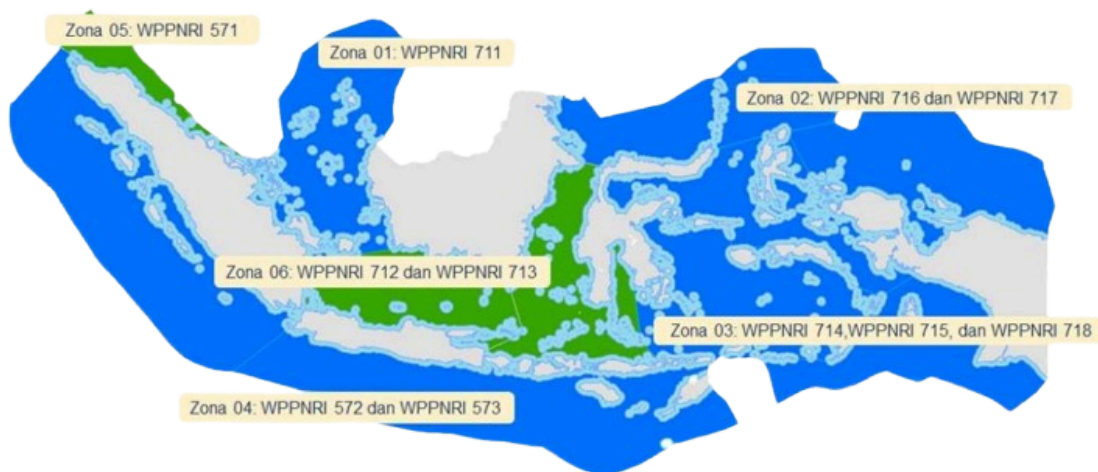 Zona 05: WPPNRI 571
Zona 01: WPPNRI 711
Zona 02: WPPNRI 716 dan WPPNRI 717
Zona 06: WPPNRI 712 dan WPPNRI 713
Zona 03: WPPNRI 714,WPPNRI 715, dan WPPNRI 718
Zona 04: WPPNRI 572 dan WPPNRI 573